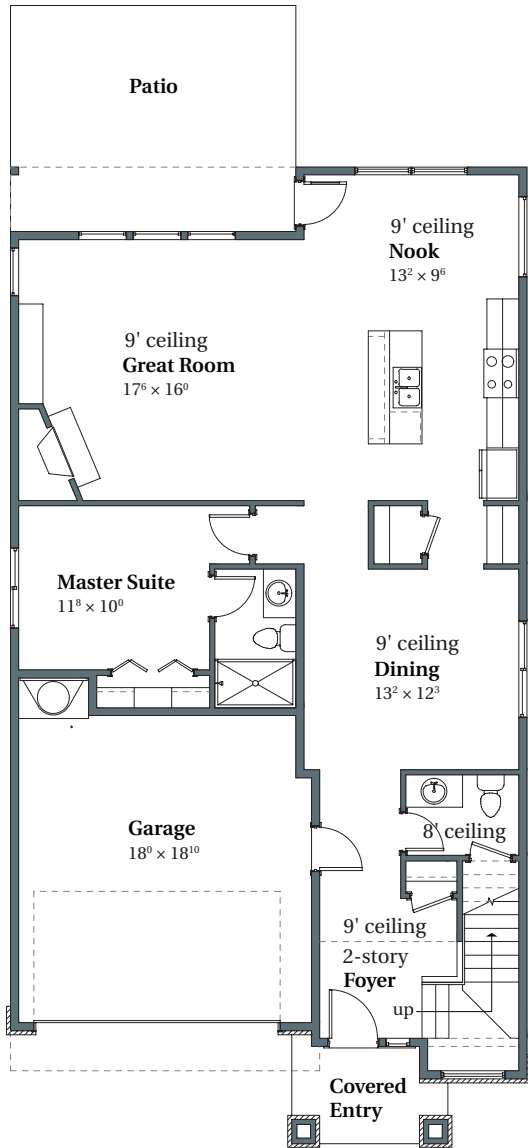 Patio
9' ceiling
Nook
13² × 9⁶
9' ceiling
Great Room
17⁶ × 16⁰
Master Suite
11⁸ × 10⁰
9' ceiling
Dining
13² × 12³
8' ceiling
Garage
18⁰ × 18¹⁰
9' ceiling
2-story
Foyer
up
Covered
Entry